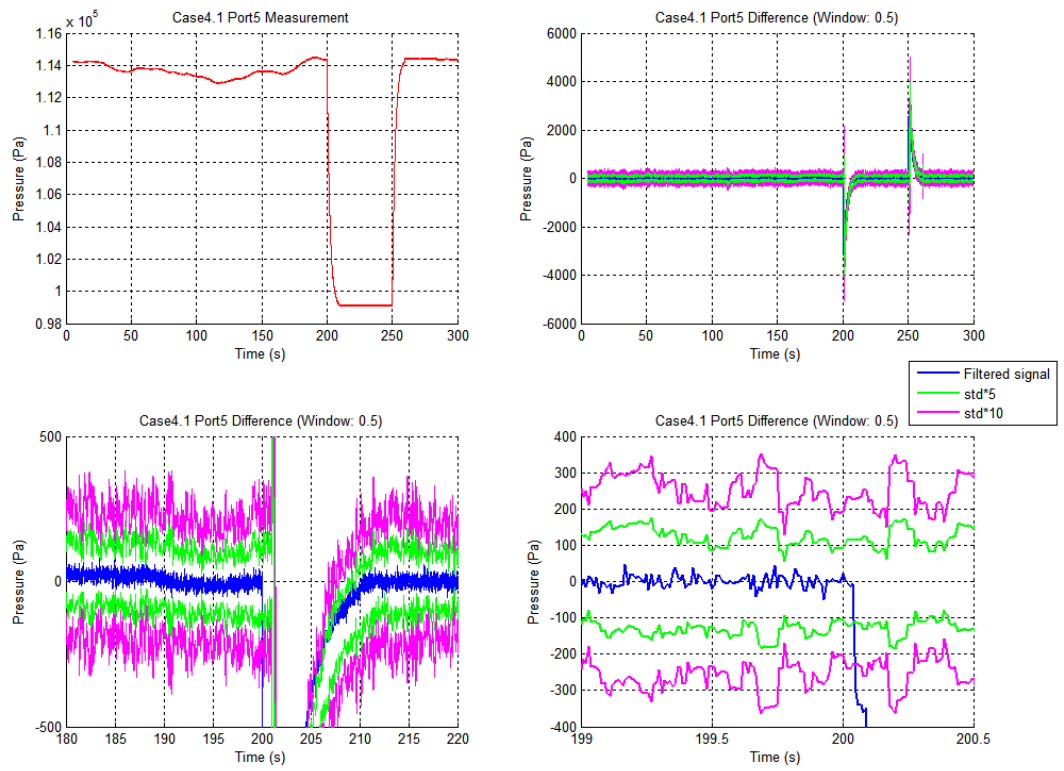 Case4.1 Port5 Measurement
x 10^5
1.16
1.14
1.12
1.1
1.08
1.06
1.04
1.02
1
0.98
Pressure (Pa)
0 50 100 150 200 250 300
Time (s)
Case4.1 Port5 Difference (Window: 0.5)
6000
4000
2000
0
-2000
-4000
-6000
Pressure (Pa)
0 50 100 150 200 250 300
Time (s)
Filtered signal
std*5
std*10
Case4.1 Port5 Difference (Window: 0.5)
500
0
-500
Pressure (Pa)
180 185 190 195 200 205 210 215 220
Time (s)
Case4.1 Port5 Difference (Window: 0.5)
400
300
200
100
0
-100
-200
-300
-400
Pressure (Pa)
199 199.5 200 200.5
Time (s)